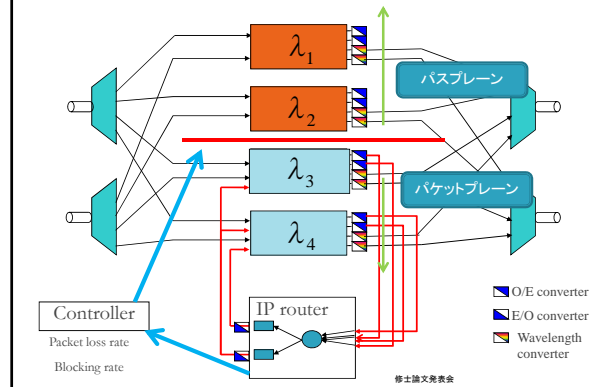 λ1
パスプレーン
λ2
λ3
パケットプレーン
λ4
Controller
Packet loss rate
Blocking rate
IP router
O/E converter
E/O converter
Wavelength
converter
修士論文発表会